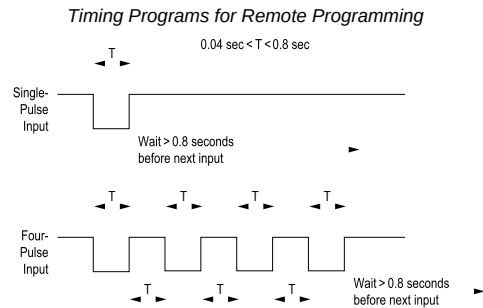 Timing Programs for Remote Programming
T
0.04 sec < T < 0.8 sec
Single-
Pulse
Input
Wait > 0.8 seconds
before next input
T T T T
Four-
Pulse
Input
T T T
Wait > 0.8 seconds
before next input